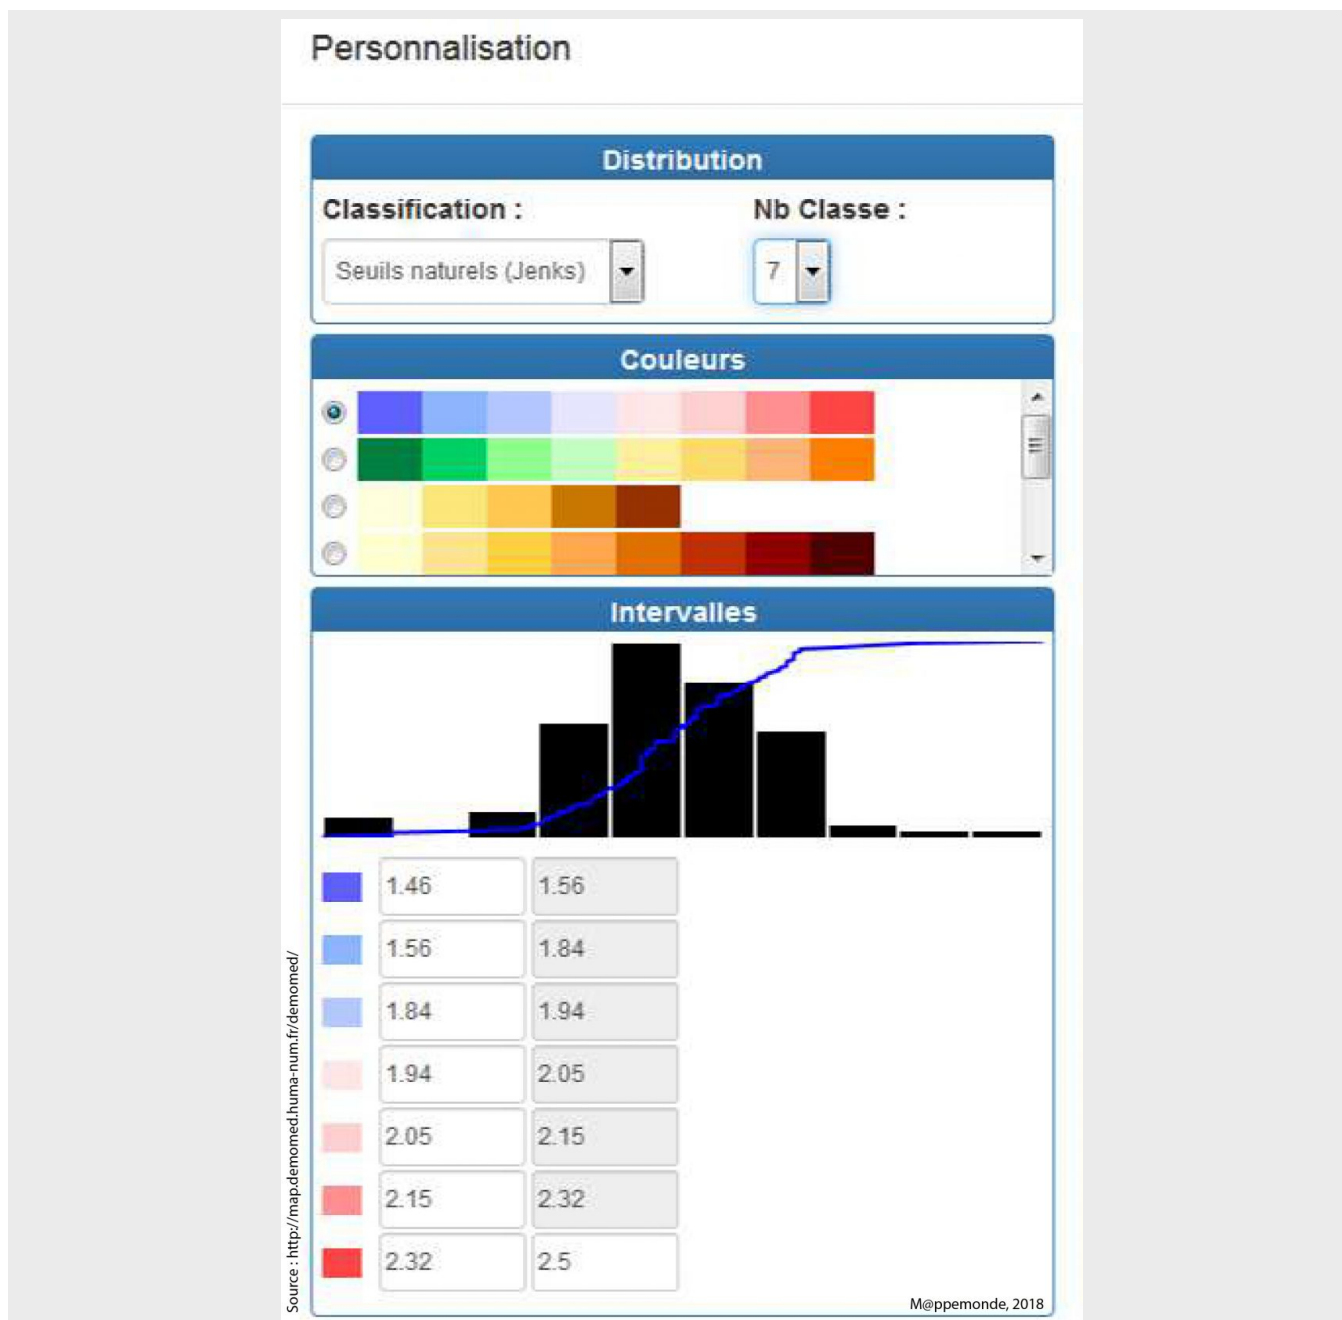 Personnalisation
Distribution
Classification : Nb Classe :
Seuils naturels (Jenks) 7
Couleurs
Intervalles
1.46 1.56
1.56 1.84
1.84 1.94
1.94 2.05
2.05 2.15
2.15 2.32
2.32 2.5
Source : http://map.demomed.huma-num.fr/demomed/
M@ppemonde, 2018